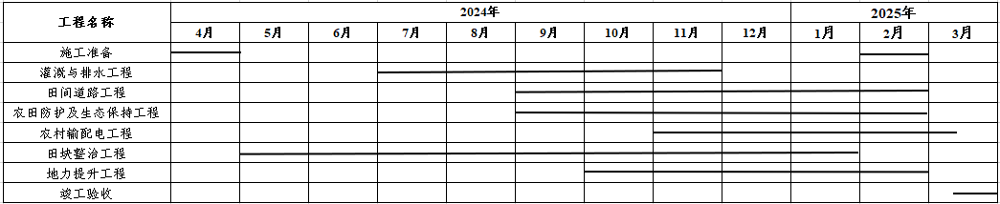 工程名称 2024年 2025年
4月 5月 6月 7月 8月 9月 10月 11月 12月 1月 2月 3月
施工准备
灌溉与排水工程
田间道路工程
农田防护及生态保持工程
农村输配电工程
田块整治工程
地力提升工程
竣工验收